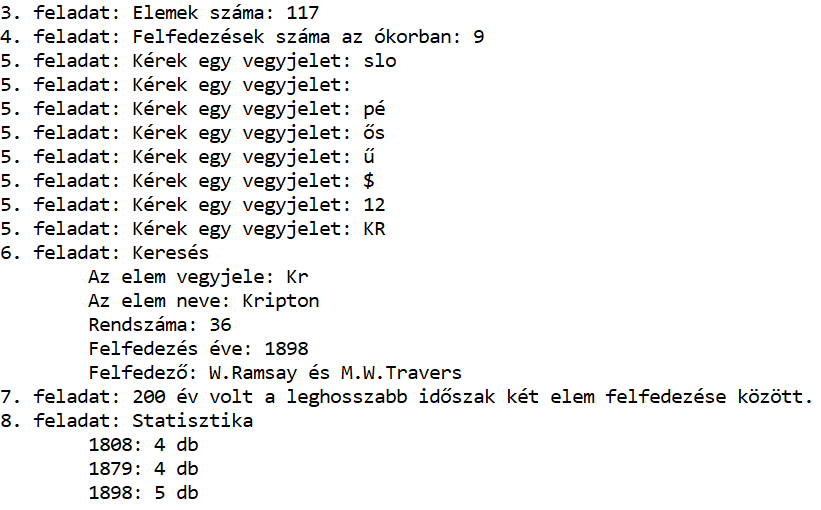 3. feladat: Elemek száma: 117
4. feladat: Felfedezések száma az ókorban: 9
5. feladat: Kérek egy vegyjelet: slo
5. feladat: Kérek egy vegyjelet:
5. feladat: Kérek egy vegyjelet: pé
5. feladat: Kérek egy vegyjelet: ős
5. feladat: Kérek egy vegyjelet: ű
5. feladat: Kérek egy vegyjelet: $
5. feladat: Kérek egy vegyjelet: 12
5. feladat: Kérek egy vegyjelet: KR
6. feladat: Keresés
Az elem vegyjele: Kr
Az elem neve: Kripton
Rendszáma: 36
Felfedezés éve: 1898
Felfedező: W.Ramsay és M.W.Travers
7. feladat: 200 év volt a leghosszabb időszak két elem felfedezése között.
8. feladat: Statisztika
1808: 4 db
1879: 4 db
1898: 5 db